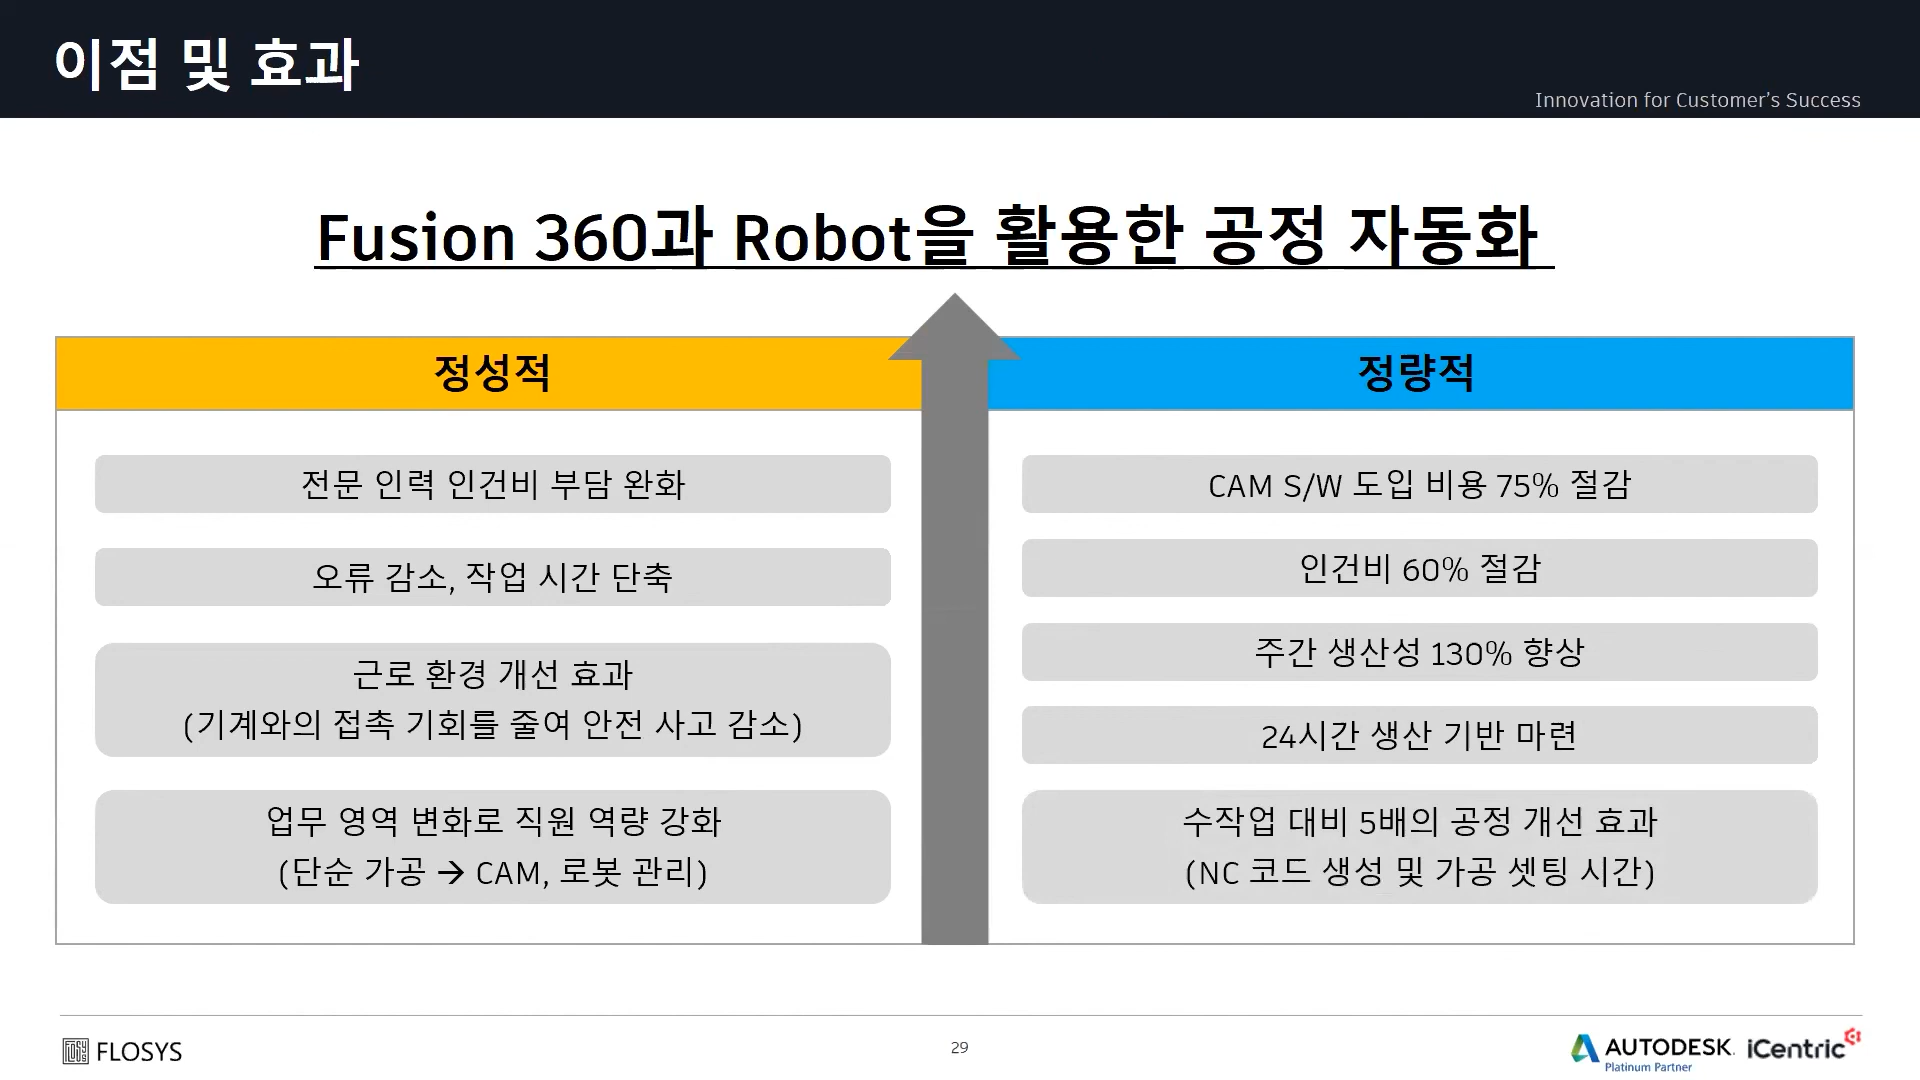 이점 및 효과
Innovation for Customer's Success
Fusion 360과 Robot을 활용한 공정 자동화
정성적
전문 인력 인건비 부담 완화
오류 감소, 작업 시간 단축
근로 환경 개선 효과
(기계와의 접촉 기회를 줄여 안전 사고 감소)
업무 영역 변화로 직원 역량 강화
(단순 가공 → CAM, 로봇 관리)
정량적
CAM S/W 도입 비용 75% 절감
인건비 60% 절감
주간 생산성 130% 향상
24시간 생산 기반 마련
수작업 대비 5배의 공정 개선 효과
(NC 코드 생성 및 가공 셋팅 시간)
FLOSYS
29
AUTODESK
Platinum Partner
iCentric